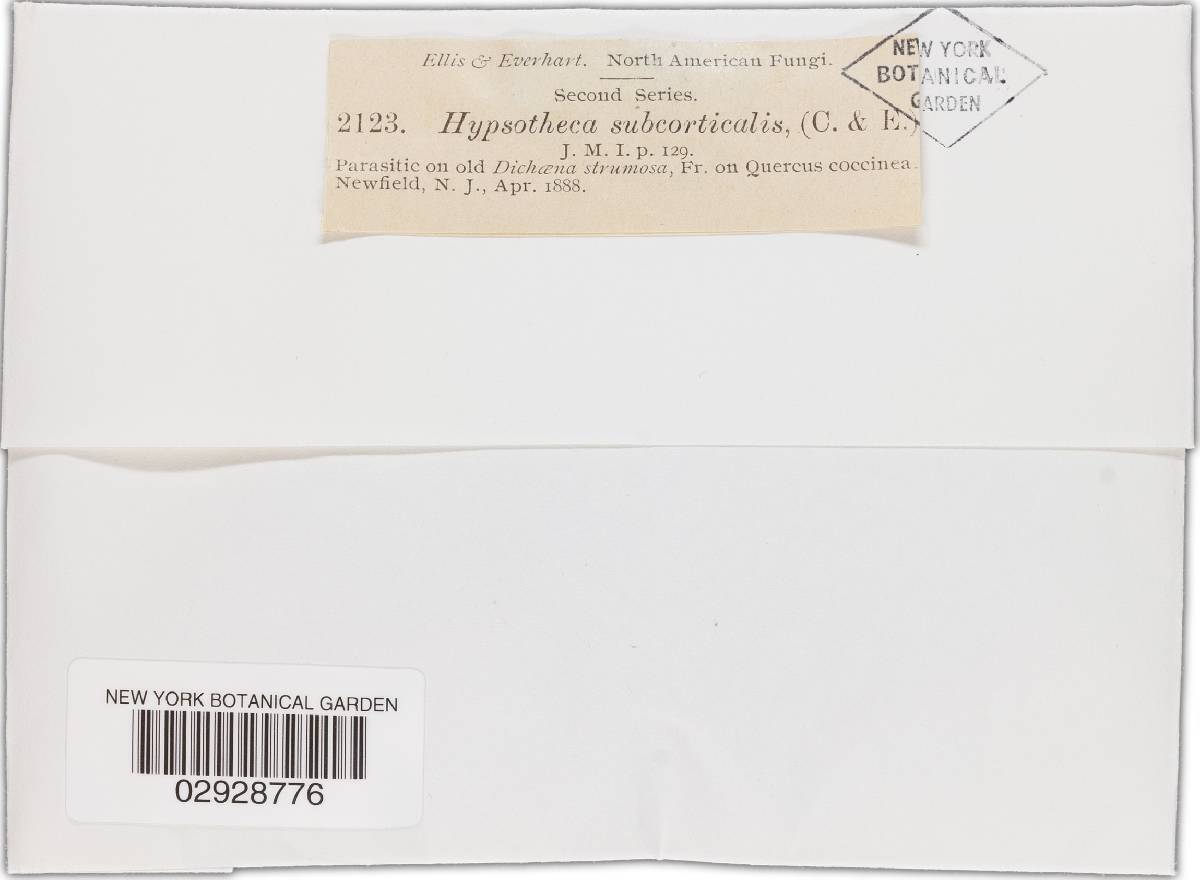 Ellis & Everhart. North American Fungi.
Second Series.
2123. Hypsotheca subcorticalis, (C. & E.)
J. M. I. p. 129.
Parasitic on old Dichæna strumosa, Fr. on Quercus coccinea.
Newfield, N. J., Apr. 1888.
NEW YORK
BOTANICAL
GARDEN
NEW YORK BOTANICAL GARDEN
02928776